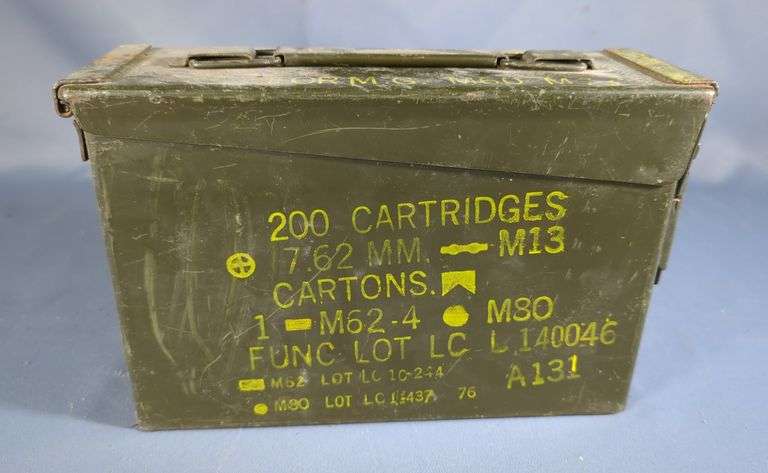 200 CARTRIDGES
7.62 MM. M13
CARTONS.
1 M62-4 M80
FUNC LOT LC L 140046
A131
M62 LOT LC 10-244
M80 LOT LC 437 76